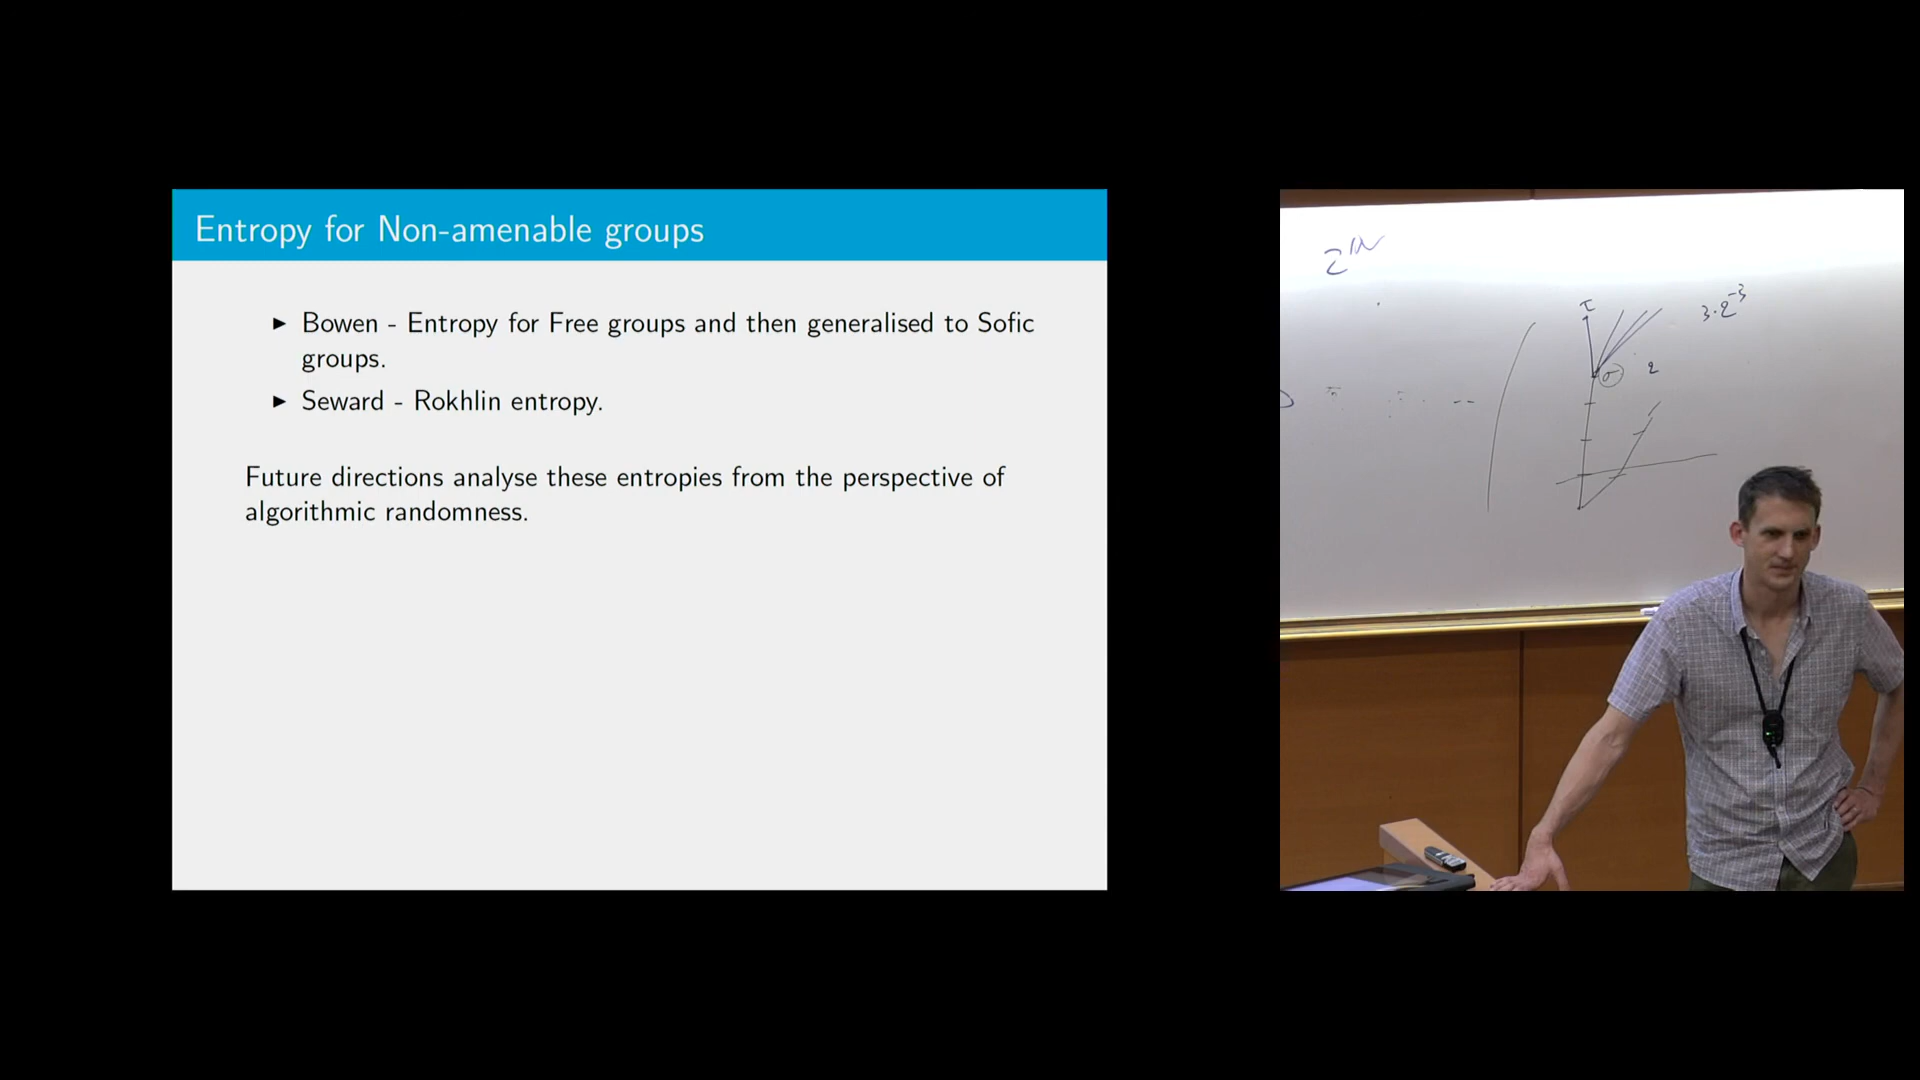 Entropy for Non-amenable groups
▶ Bowen - Entropy for Free groups and then generalised to Sofic
groups.
▶ Seward - Rokhlin entropy.
Future directions analyse these entropies from the perspective of
algorithmic randomness.
2^ℕ
τ
3·2^-3
σ